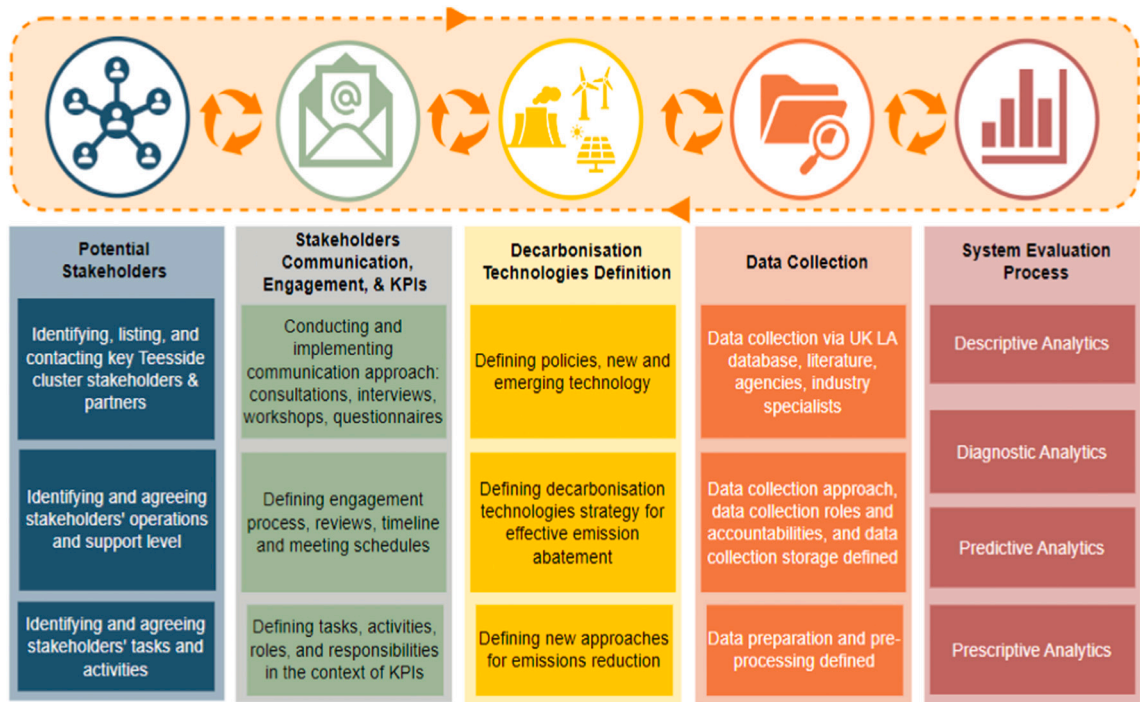 @
Potential
Stakeholders
Identifying, listing, and
contacting key Teesside
cluster stakeholders &
partners
Identifying and agreeing
stakeholders' operations
and support level
Identifying and agreeing
stakeholders' tasks and
activities
Stakeholders
Communication,
Engagement, & KPIs
Conducting and
implementing
communication approach:
consultations, interviews,
workshops, questionnaires
Defining engagement
process, reviews, timeline
and meeting schedules
Defining tasks, activities,
roles, and responsibilities
in the context of KPIs
Decarbonisation
Technologies Definition
Defining policies, new and
emerging technology
Defining decarbonisation
technologies strategy for
effective emission
abatement
Defining new approaches
for emissions reduction
Data Collection
Data collection via UK LA
database, literature,
agencies, industry
specialists
Data collection approach,
data collection roles and
accountabilities, and data
collection storage defined
Data preparation and pre-
processing defined
System Evaluation
Process
Descriptive Analytics
Diagnostic Analytics
Predictive Analytics
Prescriptive Analytics